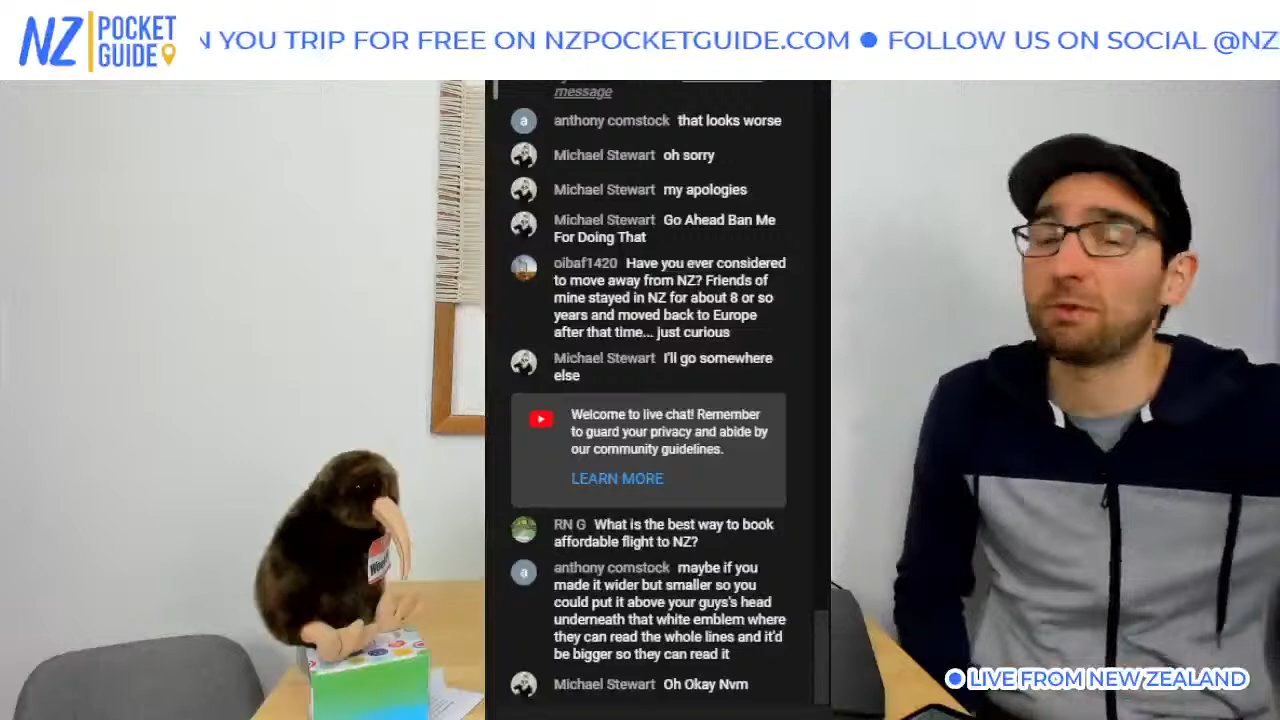 NZ POCKET GUIDE
N YOU TRIP FOR FREE ON NZPOCKETGUIDE.COM ● FOLLOW US ON SOCIAL @NZ
message
a anthony comstock that looks worse
Michael Stewart oh sorry
Michael Stewart my apologies
Michael Stewart Go Ahead Ban Me
For Doing That
oibaf1420 Have you ever considered
to move away from NZ? Friends of
mine stayed in NZ for about 8 or so
years and moved back to Europe
after that time... just curious
Michael Stewart I'll go somewhere
else
Welcome to live chat! Remember
to guard your privacy and abide by
our community guidelines.
LEARN MORE
RN G What is the best way to book
affordable flight to NZ?
a anthony comstock maybe if you
made it wider but smaller so you
could put it above your guys's head
underneath that white emblem where
they can read the whole lines and it'd
be bigger so they can read it
Michael Stewart Oh Okay Nvm
LIVE FROM NEW ZEALAND